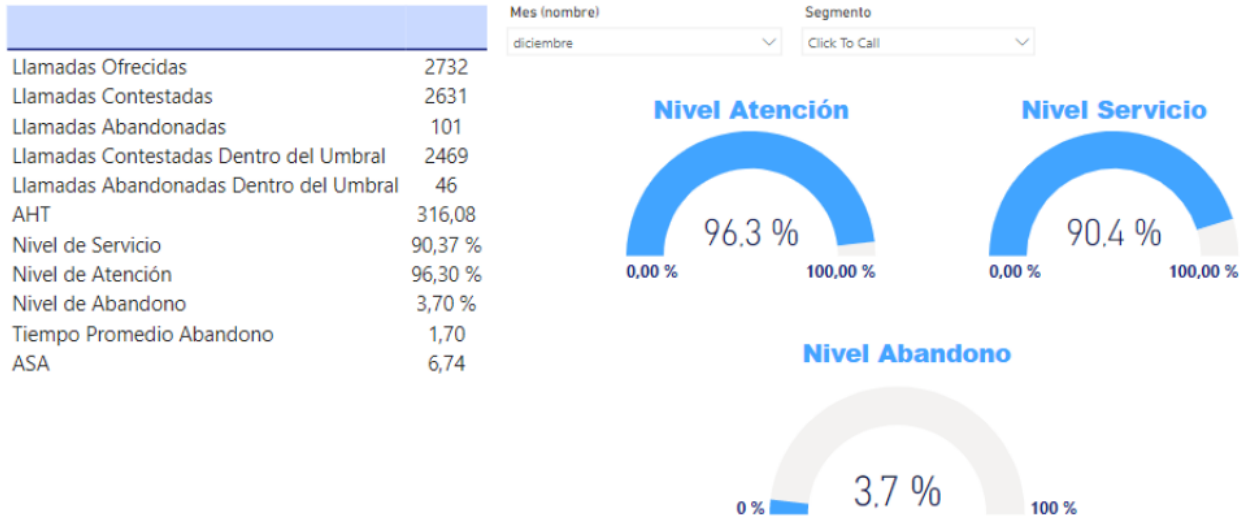 Mes (nombre)
diciembre
Segmento
Click To Call
Llamadas Ofrecidas 2732
Llamadas Contestadas 2631
Llamadas Abandonadas 101
Llamadas Contestadas Dentro del Umbral 2469
Llamadas Abandonadas Dentro del Umbral 46
AHT 316,08
Nivel de Servicio 90,37 %
Nivel de Atención 96,30 %
Nivel de Abandono 3,70 %
Tiempo Promedio Abandono 1,70
ASA 6,74
Nivel Atención
96,3 %
0,00 % 100,00 %
Nivel Servicio
90,4 %
0,00 % 100,00 %
Nivel Abandono
3,7 %
0 % 100 %